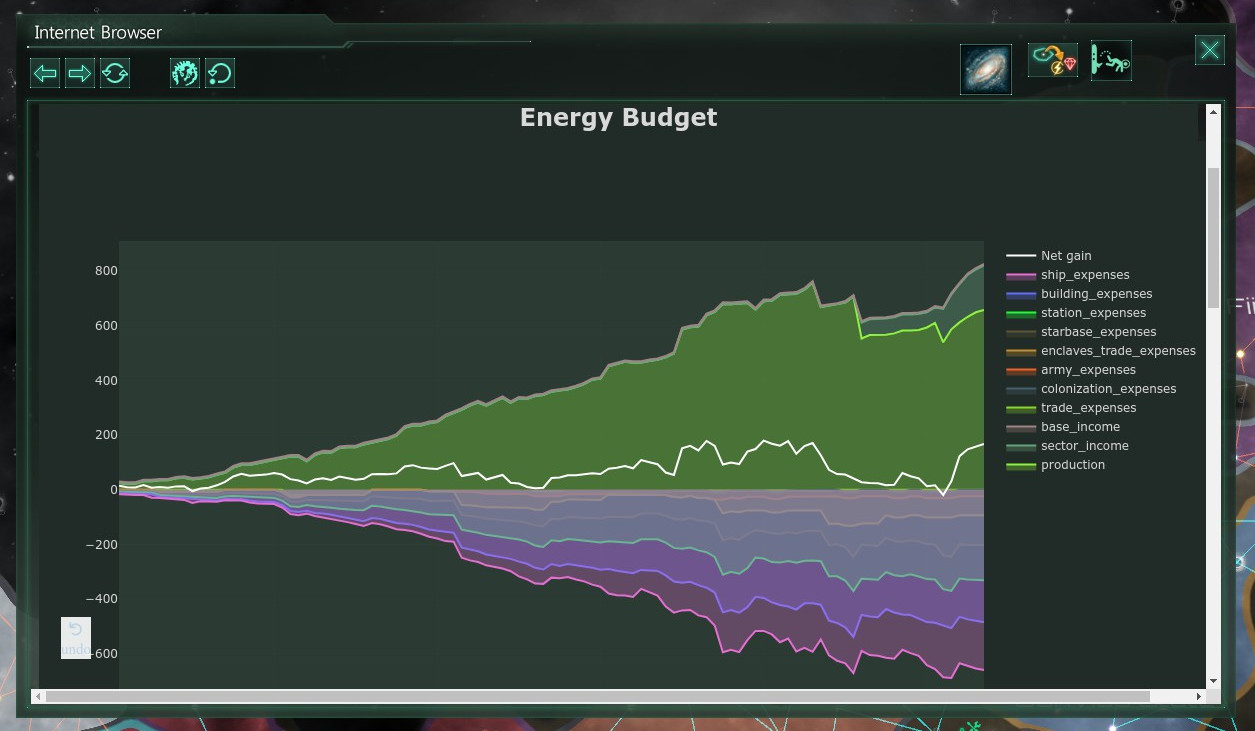 Internet Browser
Energy Budget
800
600
400
200
0
−200
−400
600
undo
Net gain
ship_expenses
building_expenses
station_expenses
starbase_expenses
enclaves_trade_expenses
army_expenses
colonization_expenses
trade_expenses
base_income
sector_income
production